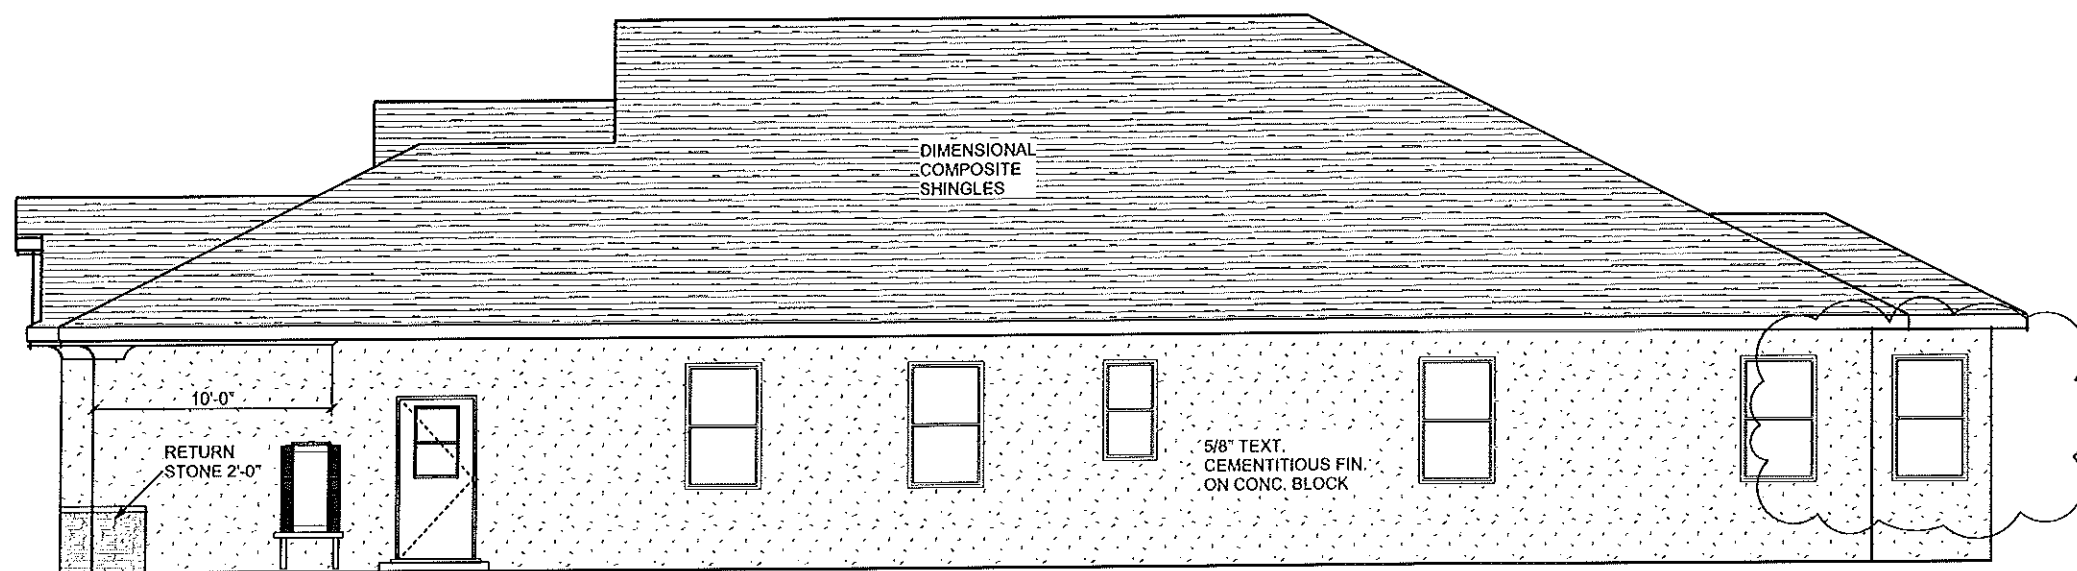 DIMENSIONAL
COMPOSITE
SHINGLES
10'-0"
RETURN
STONE 2'-0"
5/8" TEXT.
CEMENTITIOUS FIN.
ON CONC. BLOCK